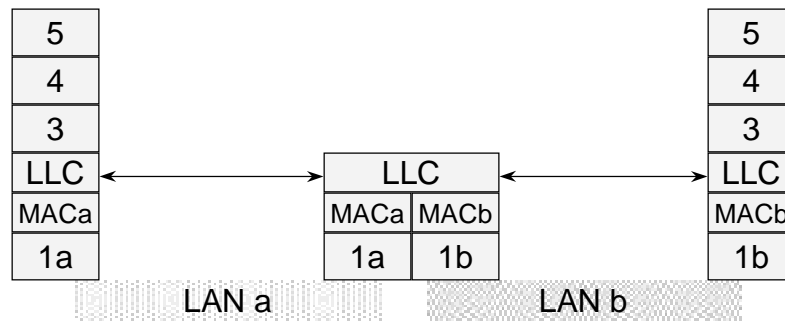 5 5
4 4
3 3
LLC LLC LLC
MACa MACa MACb MACb
1a 1a 1b 1b
LAN a LAN b